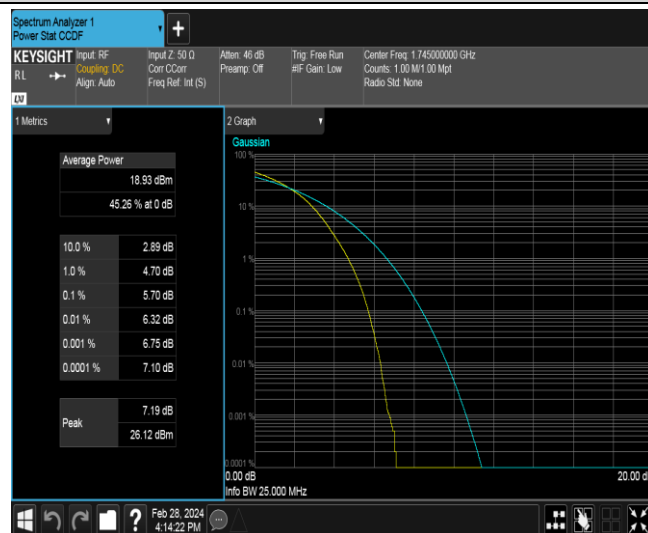 Spectrum Analyzer 1
Power Stat CCDF
+
KEYSIGHT
RL
LXI
Input: RF
Coupling: DC
Align: Auto
Input Z: 50 Ω
Corr CCorr
Freq Ref: Int (S)
Atten: 46 dB
Preamp: Off
Trig: Free Run
#IF Gain: Low
Center Freq: 1.745000000 GHz
Counts: 1.00 M/1.00 Mpt
Radio Std: None
1 Metrics
Average Power
18.93 dBm
45.26 % at 0 dB
10.0 % 2.89 dB
1.0 % 4.70 dB
0.1 % 5.70 dB
0.01 % 6.32 dB
0.001 % 6.75 dB
0.0001 % 7.10 dB
Peak
7.19 dB
26.12 dBm
2 Graph
Gaussian
100 %
10 %
1 %
0.1 %
0.01 %
0.001 %
0.0001 %
0.00 dB
20.00 d
Info BW 25.000 MHz
?
Feb 28, 2024
4:14:22 PM